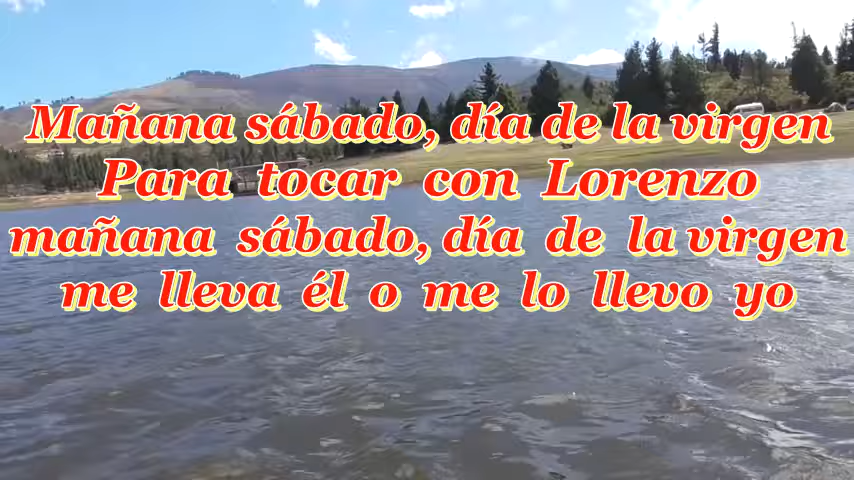 Mañana sábado, día de la virgen
Para tocar con Lorenzo
mañana sábado, día de la virgen
me lleva él o me lo llevo yo